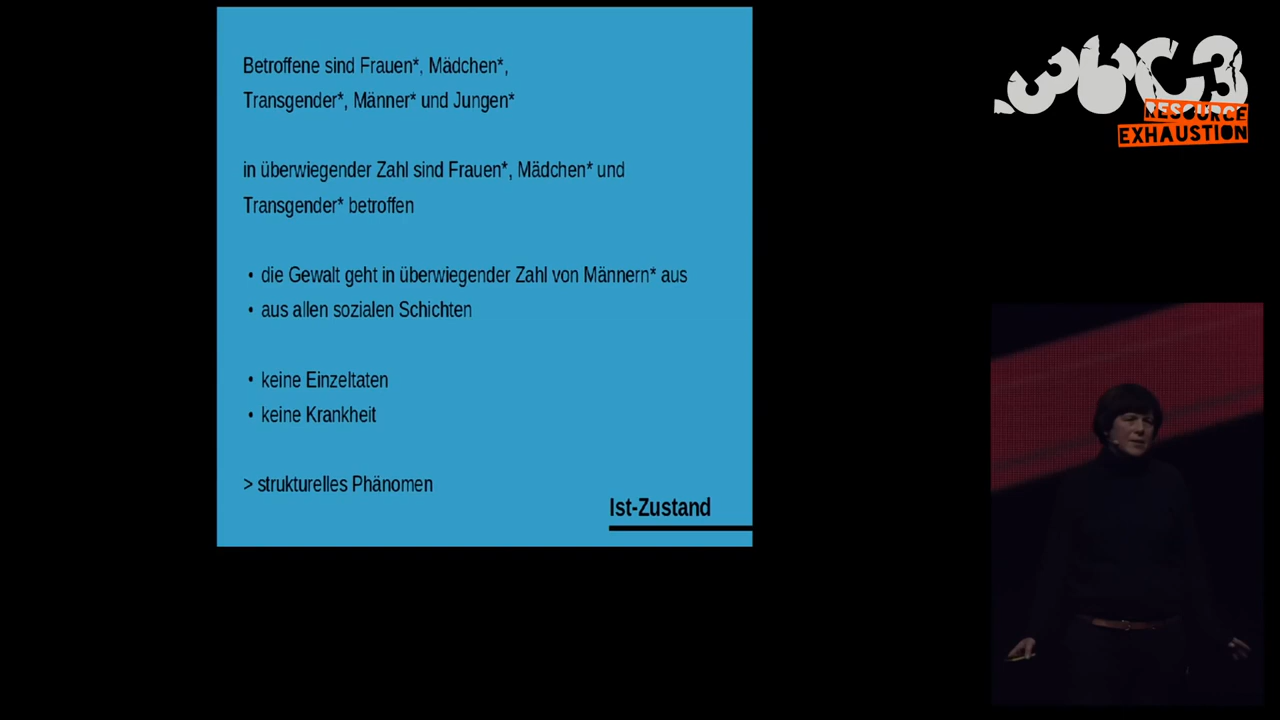 Betroffene sind Frauen*, Mädchen*,
Transgender*, Männer* und Jungen*
in überwiegender Zahl sind Frauen*, Mädchen* und
Transgender* betroffen
• die Gewalt geht in überwiegender Zahl von Männern* aus
• aus allen sozialen Schichten
• keine Einzeltaten
• keine Krankheit
> strukturelles Phänomen
Ist-Zustand
36C3
RESOURCE
EXHAUSTION